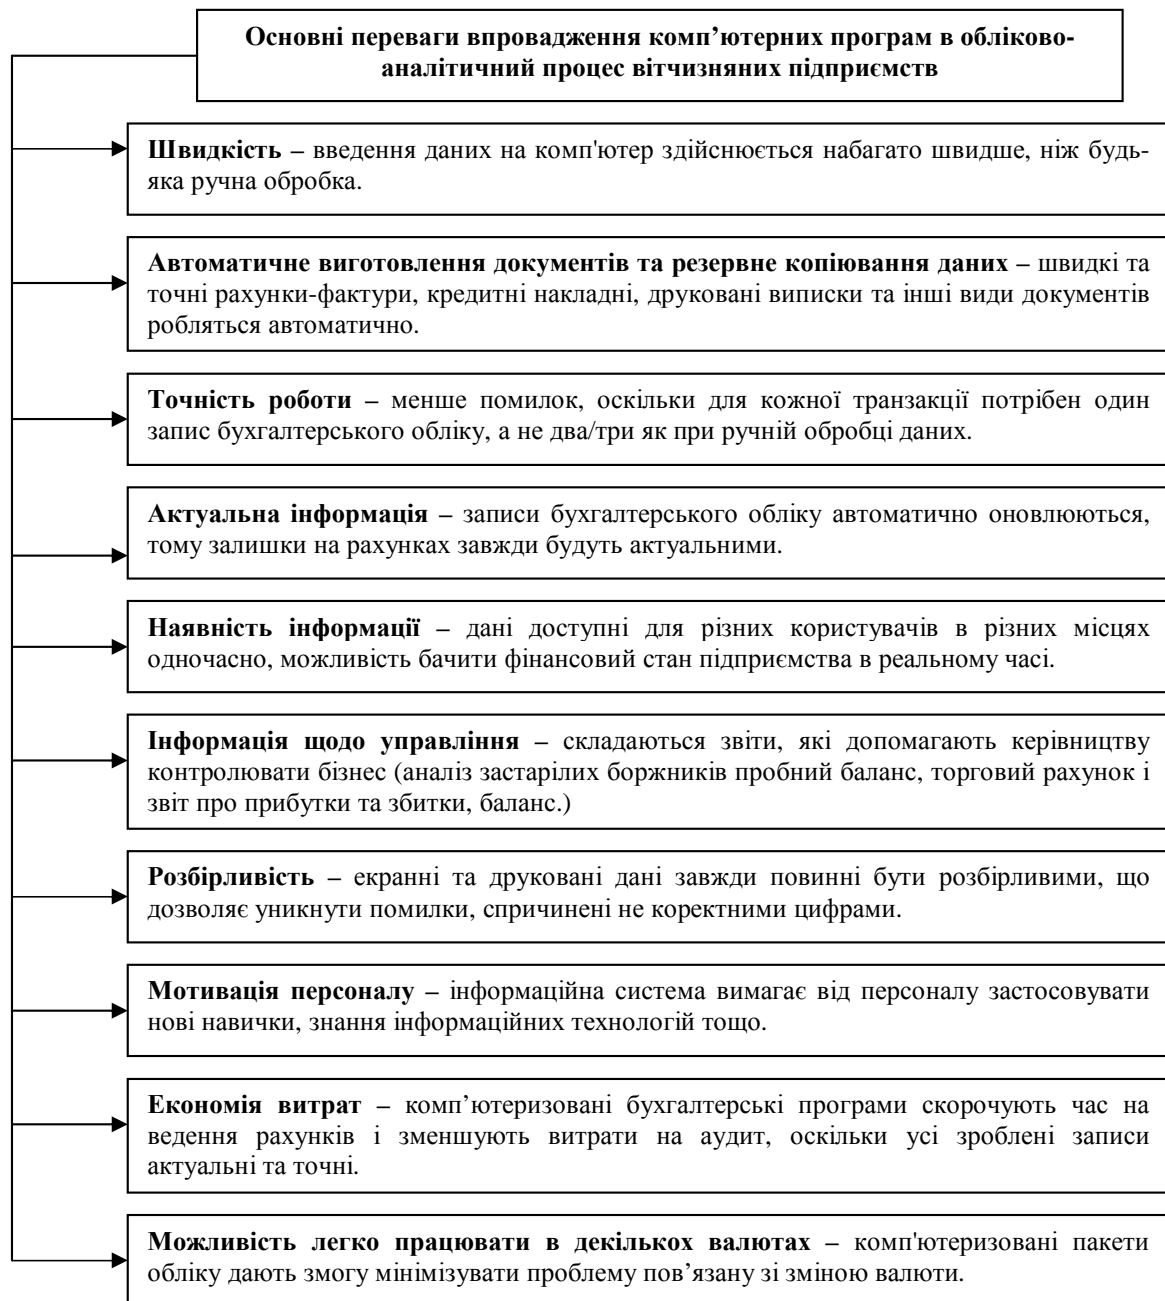 Основні переваги впровадження комп’ютерних програм в обліково-
аналітичний процес вітчизняних підприємств
Швидкість – введення даних на комп'ютер здійснюється набагато швидше, ніж будь-
яка ручна обробка.
Автоматичне виготовлення документів та резервне копіювання даних – швидкі та
точні рахунки-фактури, кредитні накладні, друковані виписки та інші види документів
робляться автоматично.
Точність роботи – менше помилок, оскільки для кожної транзакції потрібен один
запис бухгалтерського обліку, а не два/три як при ручній обробці даних.
Актуальна інформація – записи бухгалтерського обліку автоматично оновлюються,
тому залишки на рахунках завжди будуть актуальними.
Наявність інформації – дані доступні для різних користувачів в різних місцях
одночасно, можливість бачити фінансовий стан підприємства в реальному часі.
Інформація щодо управління – складаються звіти, які допомагають керівництву
контролювати бізнес (аналіз застарілих боржників пробний баланс, торговий рахунок і
звіт про прибутки та збитки, баланс.)
Розбірливість – екранні та друковані дані завжди повинні бути розбірливими, що
дозволяє уникнути помилки, спричинені не коректними цифрами.
Мотивація персоналу – інформаційна система вимагає від персоналу застосовувати
нові навички, знання інформаційних технологій тощо.
Економія витрат – комп’ютеризовані бухгалтерські програми скорочують час на
ведення рахунків і зменшують витрати на аудит, оскільки усі зроблені записи
актуальні та точні.
Можливість легко працювати в декількох валютах – комп'ютеризовані пакети
обліку дають змогу мінімізувати проблему пов’язану зі зміною валюти.